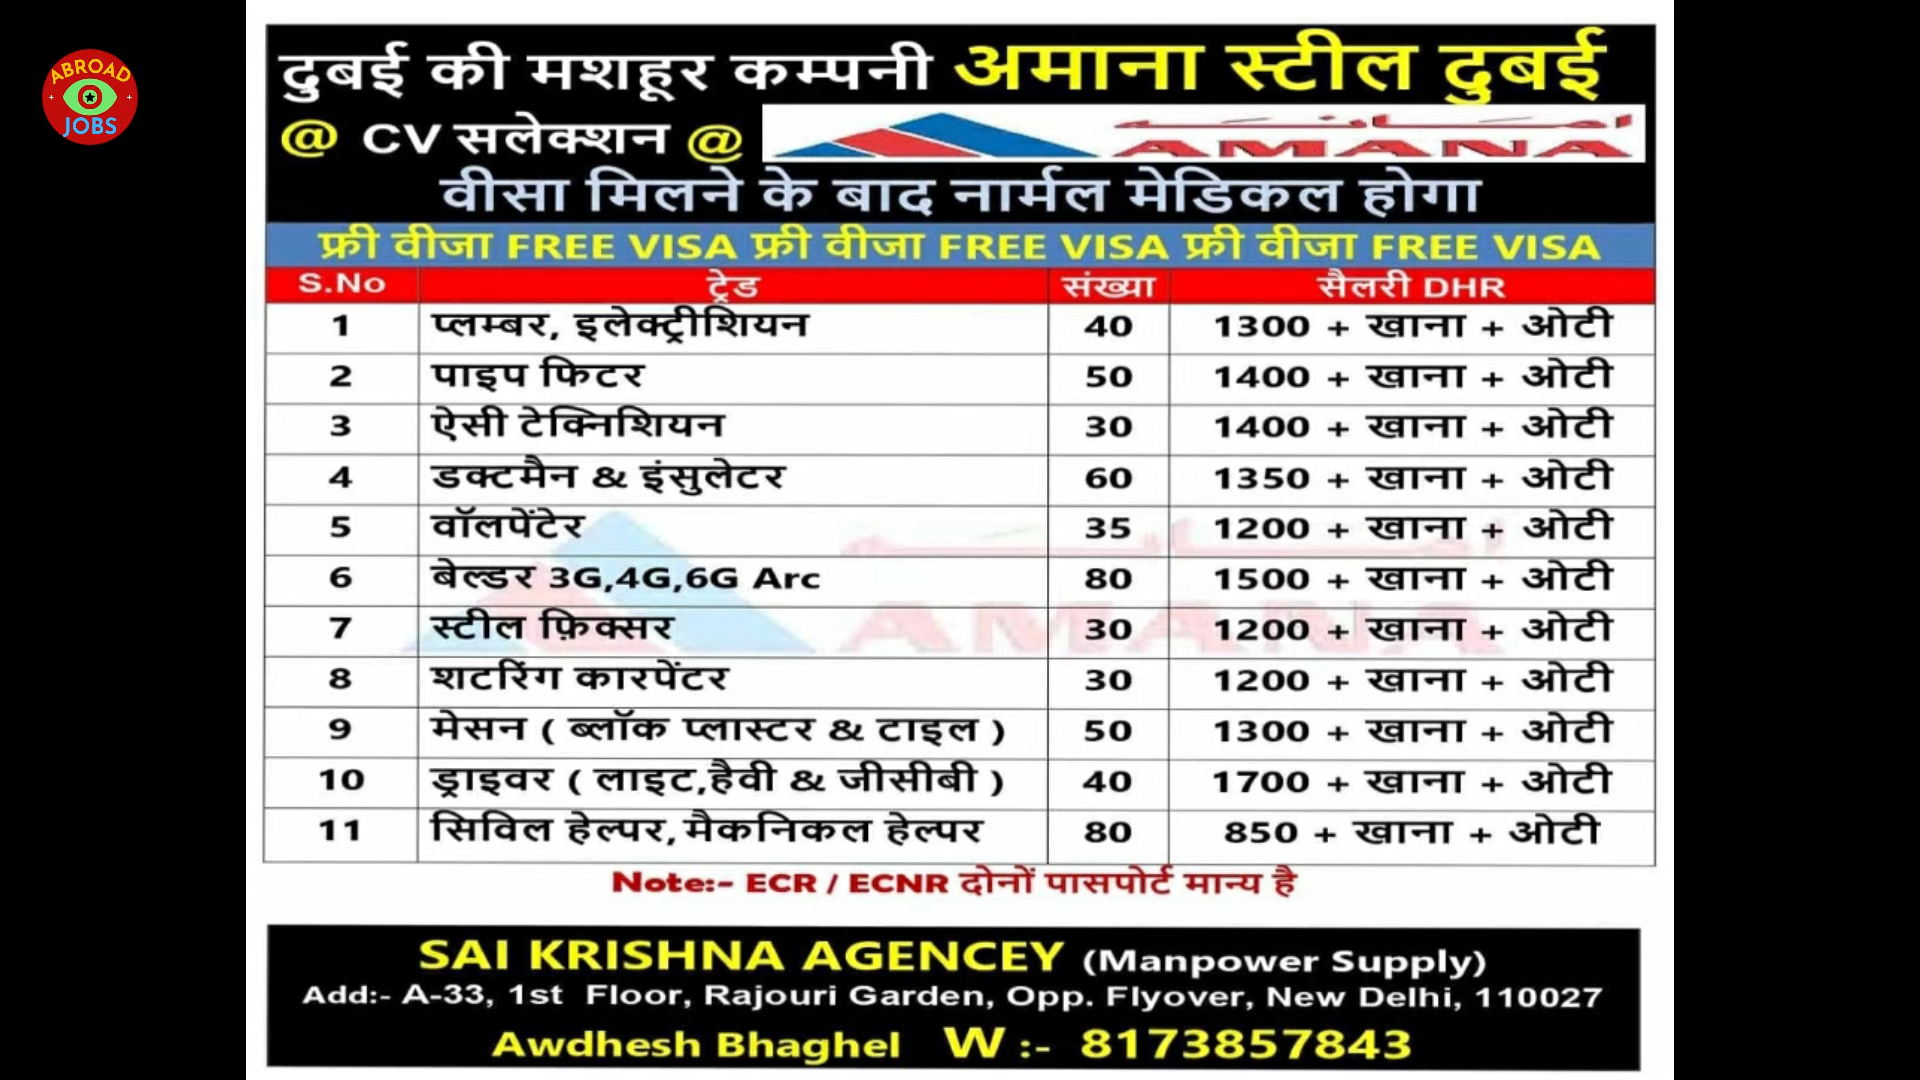 ABROAD
JOBS
दुबई की मशहूर कम्पनी अमाना स्टील दुबई
@ CV सलेक्शन @ أمانة AMANA
वीसा मिलने के बाद नार्मल मेडिकल होगा
फ्री वीजा FREE VISA फ्री वीजा FREE VISA फ्री वीजा FREE VISA
S.No ट्रेड संख्या सैलरी DHR
1 प्लम्बर, इलेक्ट्रीशियन 40 1300 + खाना + ओटी
2 पाइप फिटर 50 1400 + खाना + ओटी
3 ऐसी टेक्निशियन 30 1400 + खाना + ओटी
4 डक्टमैन & इंसुलेटर 60 1350 + खाना + ओटी
5 वॉलपेंटेर 35 1200 + खाना + ओटी
6 बेल्डर 3G,4G,6G Arc 80 1500 + खाना + ओटी
7 स्टील फ़िक्सर 30 1200 + खाना + ओटी
8 शटरिंग कारपेंटर 30 1200 + खाना + ओटी
9 मेसन ( ब्लॉक प्लास्टर & टाइल ) 50 1300 + खाना + ओटी
10 ड्राइवर ( लाइट,हैवी & जीसीबी ) 40 1700 + खाना + ओटी
11 सिविल हेल्पर,मैकनिकल हेल्पर 80 850 + खाना + ओटी
Note:- ECR / ECNR दोनों पासपोर्ट मान्य है
SAI KRISHNA AGENCEY (Manpower Supply)
Add:- A-33, 1st Floor, Rajouri Garden, Opp. Flyover, New Delhi, 110027
Awdhesh Bhaghel W :- 8173857843